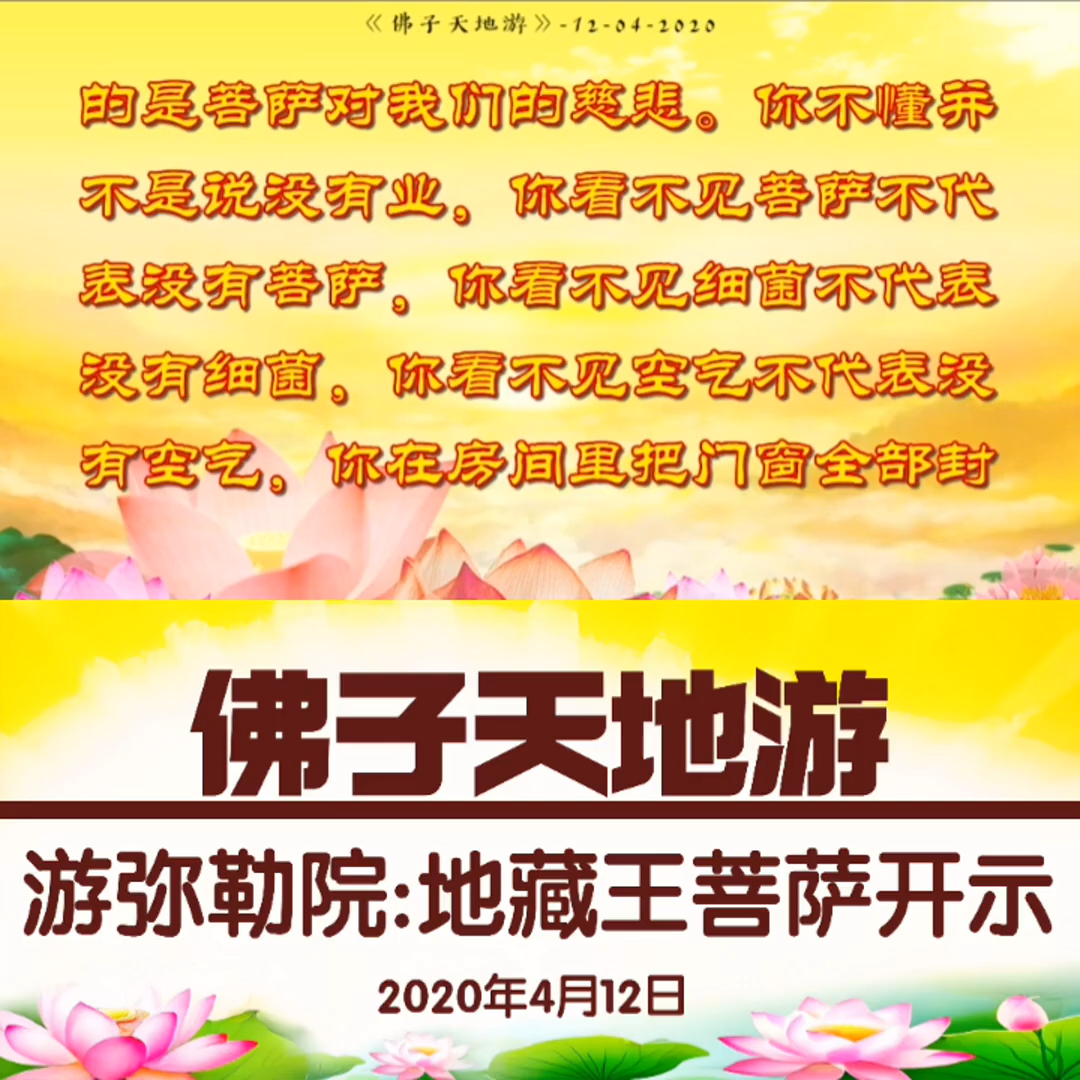 《佛子天地游》-12-04-2020
的是菩萨对我们的慈悲。你不懂并
不是说没有业，你看不见菩萨不代
表没有菩萨，你看不见细菌不代表
没有细菌，你看不见空气不代表没
有空气，你在房间里把门窗全部封
佛子天地游
游弥勒院:地藏王菩萨开示
2020年4月12日